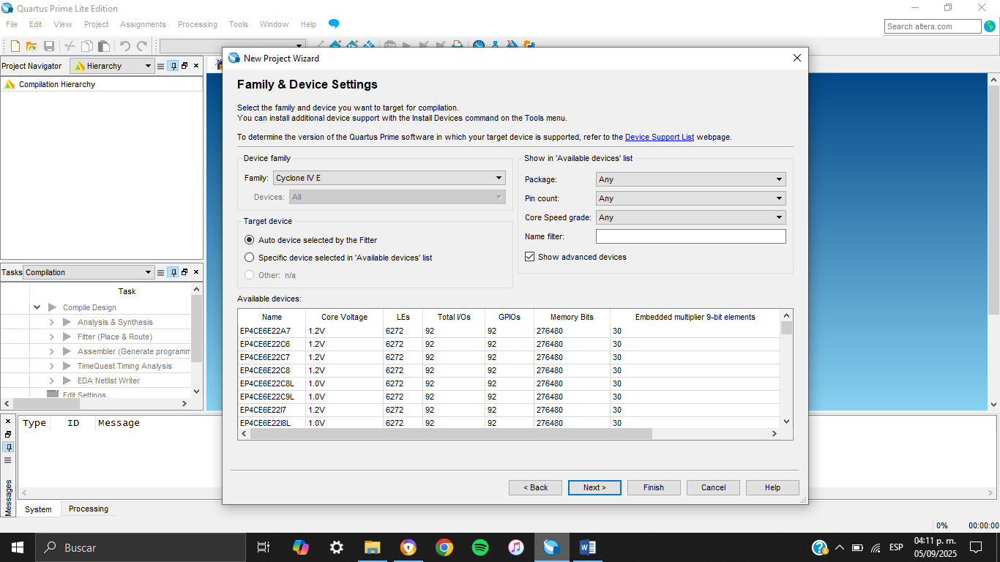 Quartus Prime Lite Edition
File Edit View Project Assignments Processing Tools Window Help
Search altera.com
Project Navigator Hierarchy
Compilation Hierarchy
New Project Wizard
Family & Device Settings
Select the family and device you want to target for compilation.
You can install additional device support with the Install Devices command on the Tools menu.
To determine the version of the Quartus Prime software in which your target device is supported, refer to the Device Support List webpage.
Device family
Family: Cyclone IV E
Devices: All
Target device
Auto device selected by the Fitter
Specific device selected in 'Available devices' list
Other: n/a
Show in 'Available devices' list
Package: Any
Pin count: Any
Core Speed grade: Any
Name filter:
Show advanced devices
Available devices:
Name Core Voltage LEs Total I/Os GPIOs Memory Bits Embedded multiplier 9-bit elements
EP4CE6E22A7 1.2V 6272 92 92 276480 30
EP4CE6E22C6 1.2V 6272 92 92 276480 30
EP4CE6E22C7 1.2V 6272 92 92 276480 30
EP4CE6E22C8 1.2V 6272 92 92 276480 30
EP4CE6E22C8L 1.0V 6272 92 92 276480 30
EP4CE6E22C9L 1.0V 6272 92 92 276480 30
EP4CE6E22I7 1.2V 6272 92 92 276480 30
EP4CE6E22I8L 1.0V 6272 92 92 276480 30
< Back Next > Finish Cancel Help
Tasks Compilation
Task
Compile Design
Analysis & Synthesis
Fitter (Place & Route)
Assembler (Generate programm
TimeQuest Timing Analysis
EDA Netlist Writer
Edit Settings
Type ID Message
Messages
System Processing
0% 00:00:00
Buscar
ESP
04:11 p. m.
05/09/2025